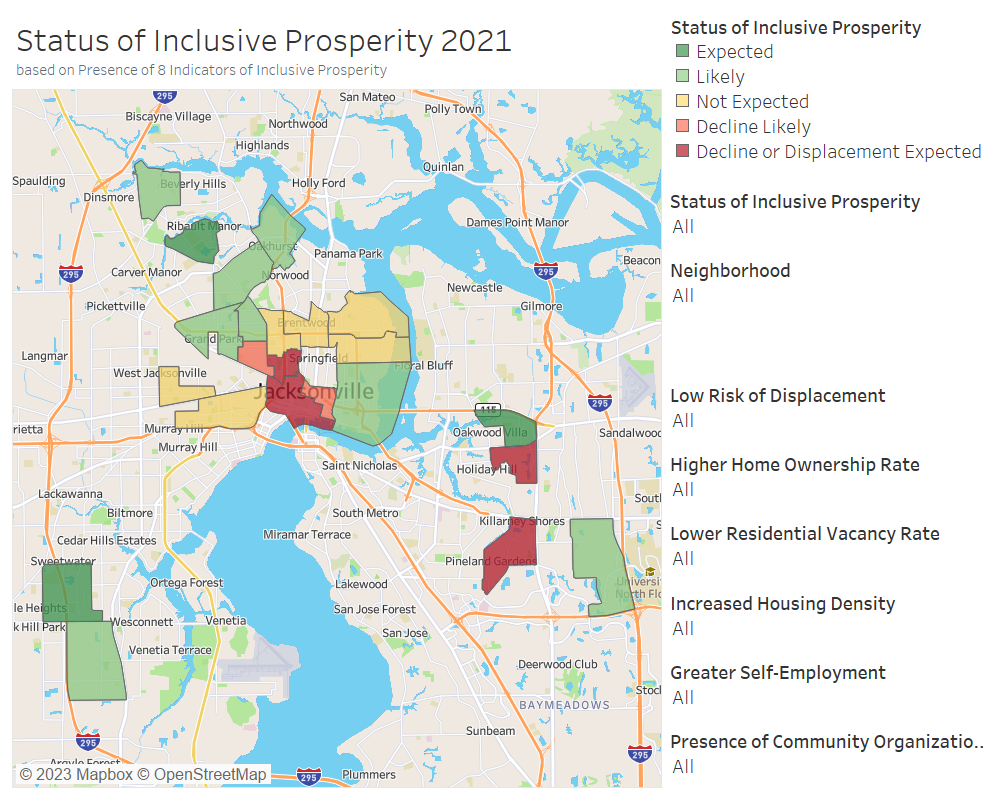 Status of Inclusive Prosperity 2021
based on Presence of 8 Indicators of Inclusive Prosperity
Status of Inclusive Prosperity
Expected
Likely
Not Expected
Decline Likely
Decline or Displacement Expected
Status of Inclusive Prosperity
All
Neighborhood
All
Low Risk of Displacement
All
Higher Home Ownership Rate
All
Lower Residential Vacancy Rate
All
Increased Housing Density
All
Greater Self-Employment
All
Presence of Community Organizatio..
All
295
San Mateo
Polly Town
Biscayne Village
Northwood
Highlands
Quinlan
Spaulding
Beverly Hills
Holly Ford
Dinsmore
Ribault Manor
Dames Point Manor
Oakhurst
Panama Park
Beacon
295
Carver Manor
Norwood
295
Newcastle
Pickettville
Gilmore
Brentwood
Grand Park
Langmar
Springfield
West Jacksonville
Floral Bluff
Jacksonville
295
115
rietta
Murray Hill
Oakwood Villa
Sandalwood
Murray Hill
Saint Nicholas
Holiday Hill
Lackawanna
South
Biltmore
South Metro
Killarney Shores
S
Cedar Hills Estates
Miramar Terrace
Sweetwater
Pineland Gardens
Ortega Forest
Lakewood
Universi
North Flo
le Heights
San Jose Forest
k Hill Park
Wesconnett
Venetia
San Jose
Venetia Terrace
Deerwood Club
Stock
BAYMEADOWS
Sunbeam
295
295
Argyle Forest
295
Plummers
© 2023 Mapbox © OpenStreetMap